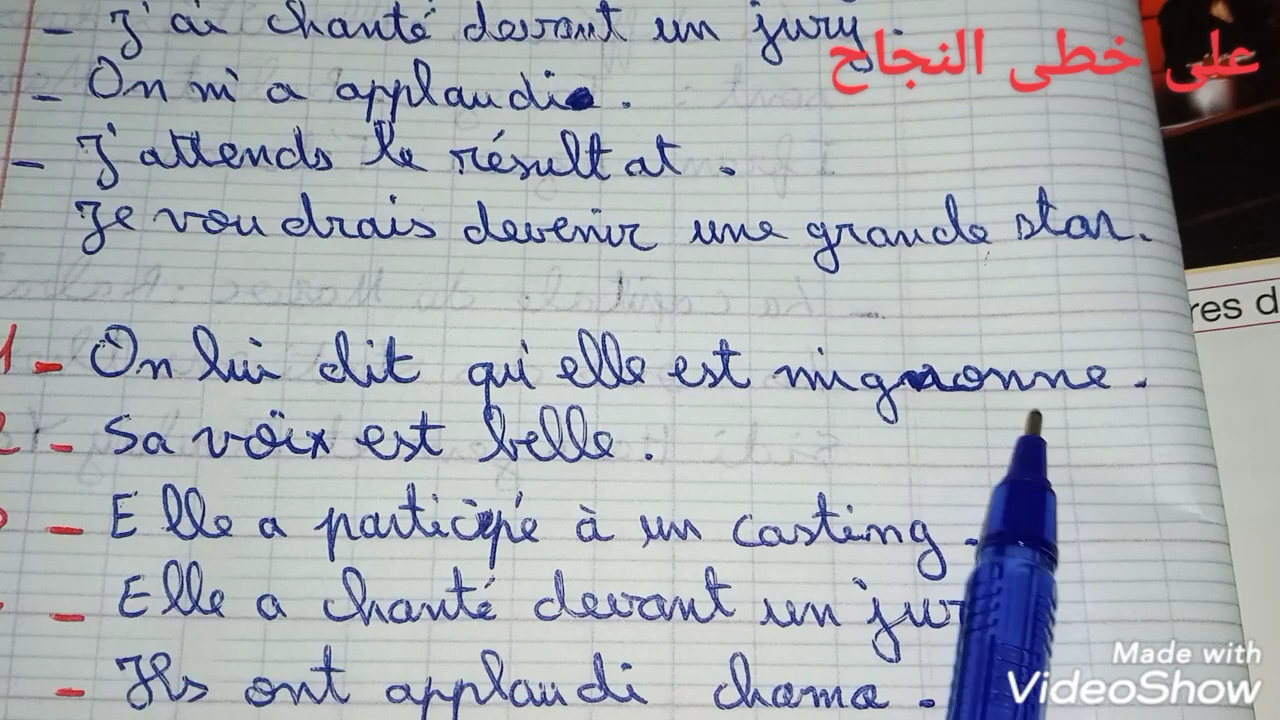 - J'ai chanté devant un jury.
على خطى النجاح
- On m'a applaudi.
- J'attends le résultat.
Je voudrais devenir une grande star.
res d
1- On lui dit qu'elle est mignonne.
2- Sa voix est belle.
- Elle a participé à un casting.
- Elle a chanté devant un jur
- Ils ont applaudi chama.
Made with
VideoShow